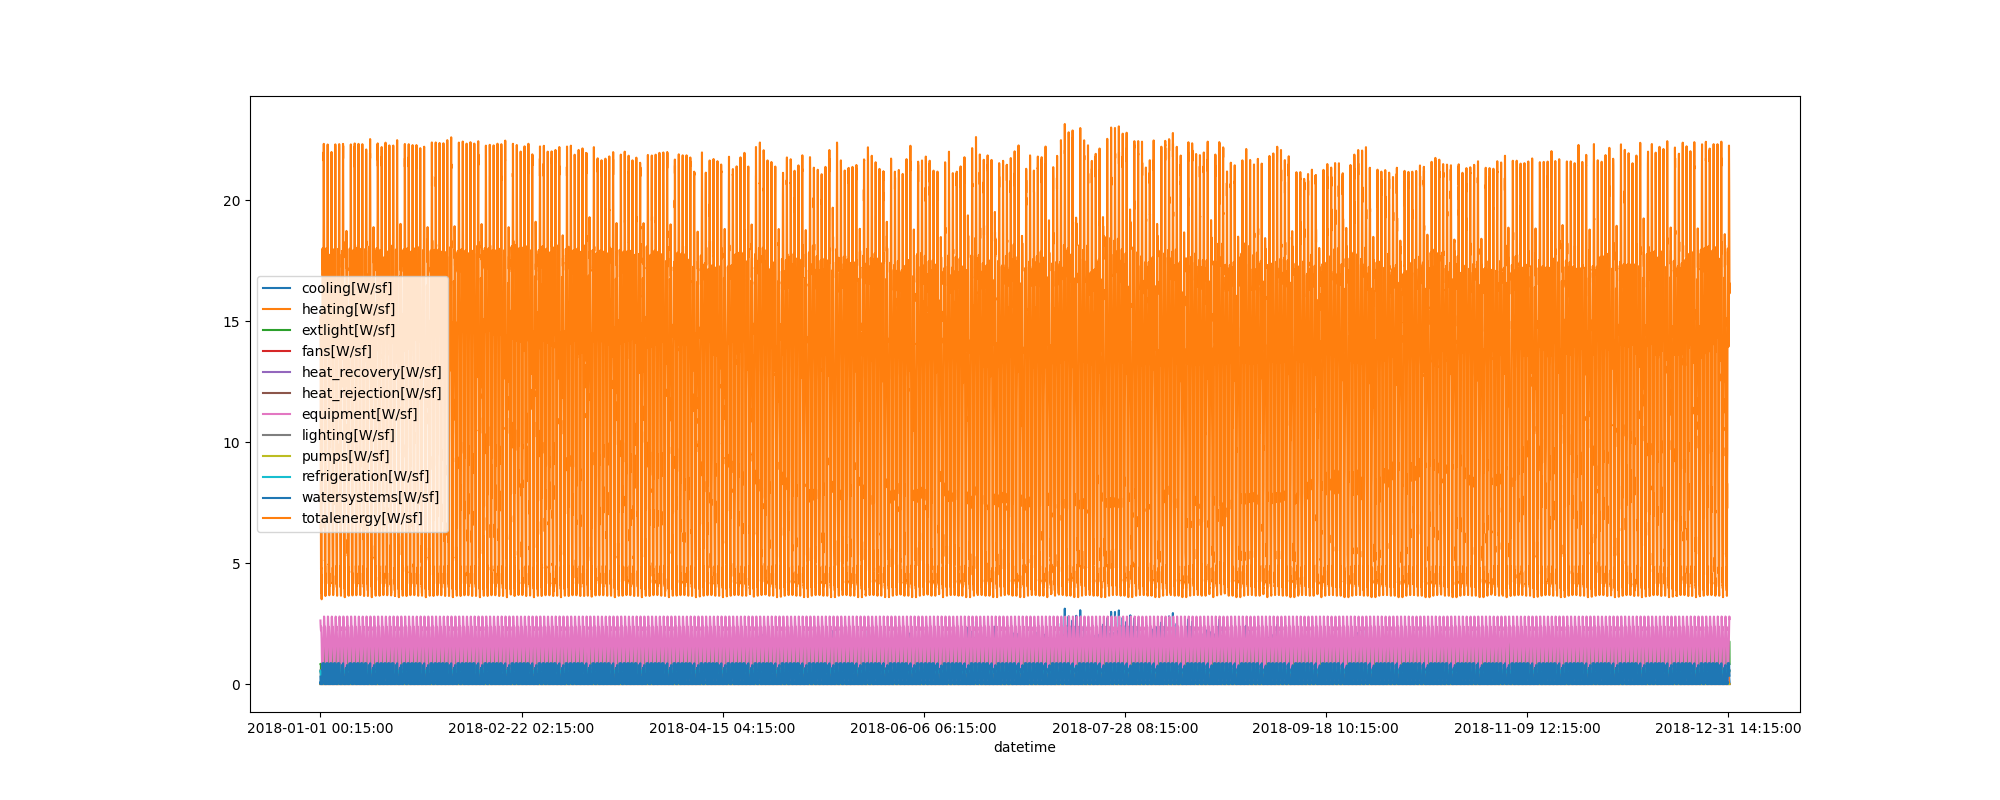 20
15
10
5
0
cooling[W/sf]
heating[W/sf]
extlight[W/sf]
fans[W/sf]
heat_recovery[W/sf]
heat_rejection[W/sf]
equipment[W/sf]
lighting[W/sf]
pumps[W/sf]
refrigeration[W/sf]
watersystems[W/sf]
totalenergy[W/sf]
2018-01-01 00:15:00 2018-02-22 02:15:00 2018-04-15 04:15:00 2018-06-06 06:15:00 2018-07-28 08:15:00 2018-09-18 10:15:00 2018-11-09 12:15:00 2018-12-31 14:15:00
datetime